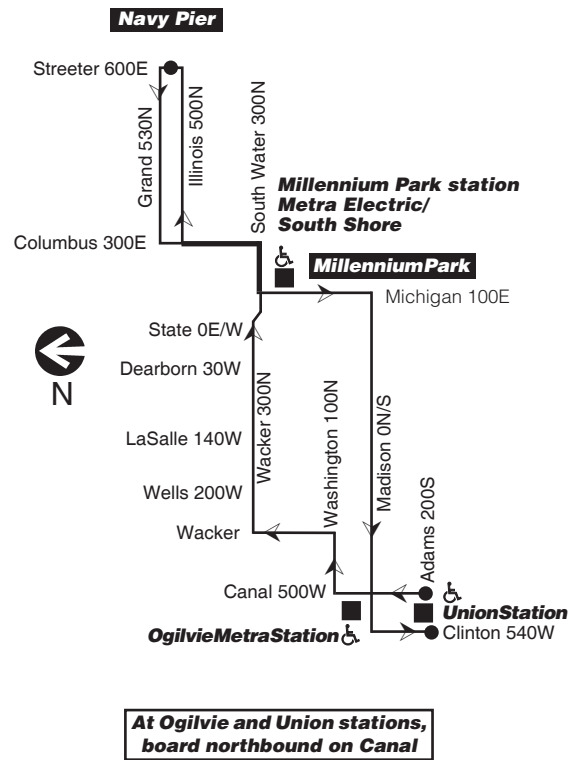 Navy Pier
Streeter 600E
Grand 530N
Illinois 500N
South Water 300N
Millennium Park station
Metra Electric/
South Shore
Columbus 300E
MillenniumPark
Michigan 100E
State 0E/W
Dearborn 30W
N
Wacker 300N
Washington 100N
Madison 0N/S
LaSalle 140W
Wells 200W
Adams 200S
Wacker
Canal 500W
UnionStation
OgilvieMetraStation
Clinton 540W
At Ogilvie and Union stations,
board northbound on Canal